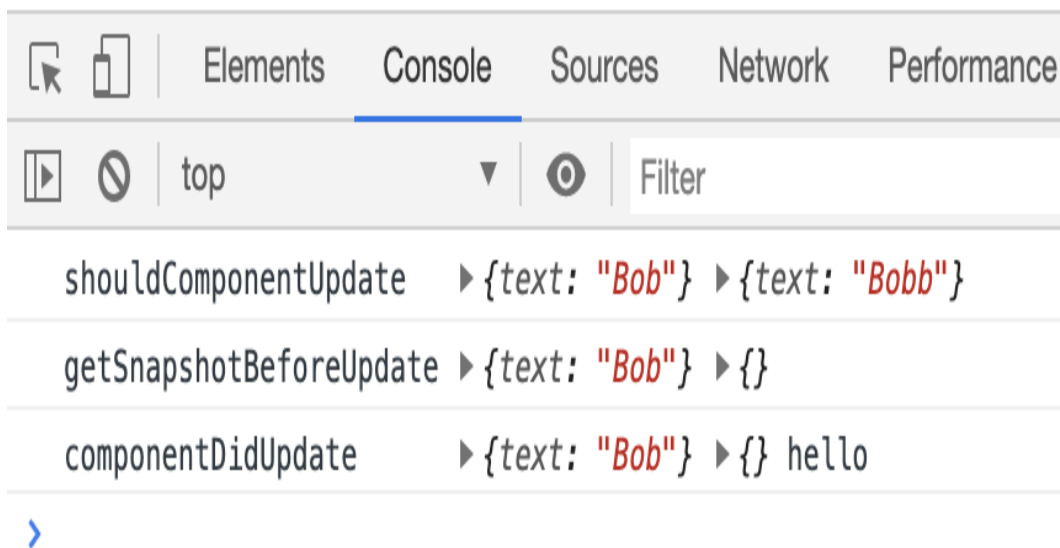 Elements Console Sources Network Performance
top Filter
shouldComponentUpdate {text: "Bob"} {text: "Bobb"}
getSnapshotBeforeUpdate {text: "Bob"} {}
componentDidUpdate {text: "Bob"} {} hello